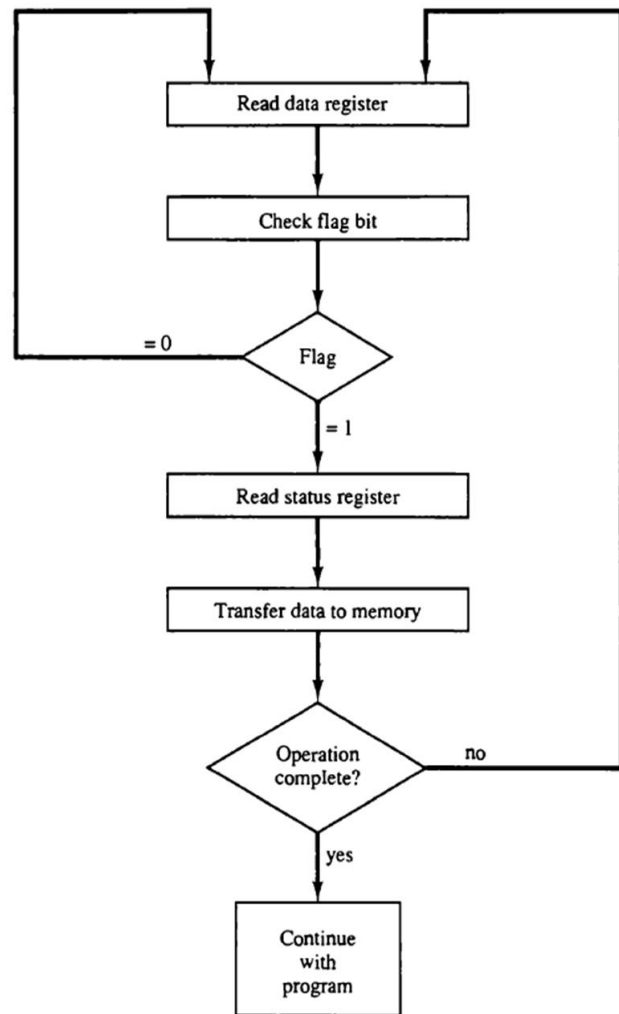 Read data register
Check flag bit
= 0
Flag
= 1
Read status register
Transfer data to memory
Operation
complete?
no
yes
Continue
with
program